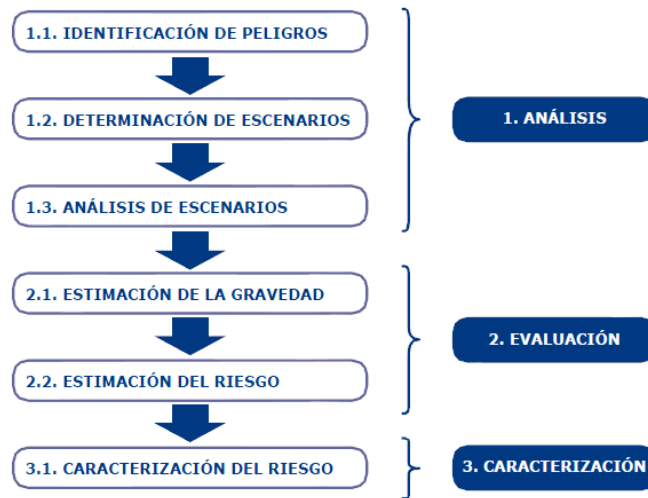 1.1. IDENTIFICACIÓN DE PELIGROS
1.2. DETERMINACIÓN DE ESCENARIOS
1.3. ANÁLISIS DE ESCENARIOS
1. ANÁLISIS
2.1. ESTIMACIÓN DE LA GRAVEDAD
2.2. ESTIMACIÓN DEL RIESGO
2. EVALUACIÓN
3.1. CARACTERIZACIÓN DEL RIESGO
3. CARACTERIZACIÓN